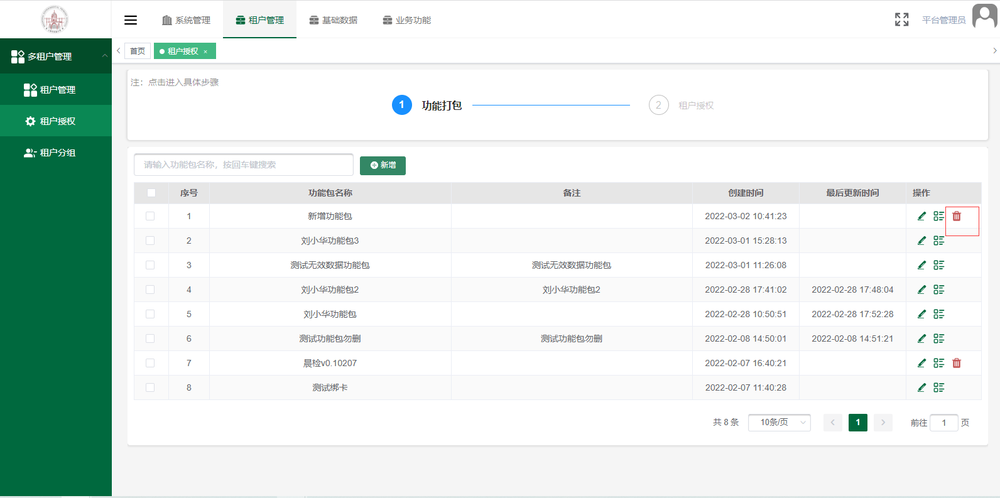 系统管理
租户管理
基础数据
业务功能
平台管理员
多租户管理
租户管理
租户授权
租户分组
首页
租户授权 ×
注：点击进入具体步骤
1 功能打包
2 租户授权
请输入功能包名称，按回车键搜索
新增
序号 功能包名称 备注 创建时间 最后更新时间 操作
1 新增功能包 2022-03-02 10:41:23
2 刘小华功能包3 2022-03-01 15:28:13
3 测试无效数据功能包 测试无效数据功能包 2022-03-01 11:26:08
4 刘小华功能包2 刘小华功能包2 2022-02-28 17:41:02 2022-02-28 17:48:04
5 刘小华功能包 2022-02-28 10:50:51 2022-02-28 17:52:28
6 测试功能包勿删 测试功能包勿删 2022-02-08 14:50:01 2022-02-08 14:51:21
7 晨检v0.10207 2022-02-07 16:40:21
8 测试绑卡 2022-02-07 11:40:28
共 8 条 10条/页 1 前往 1 页